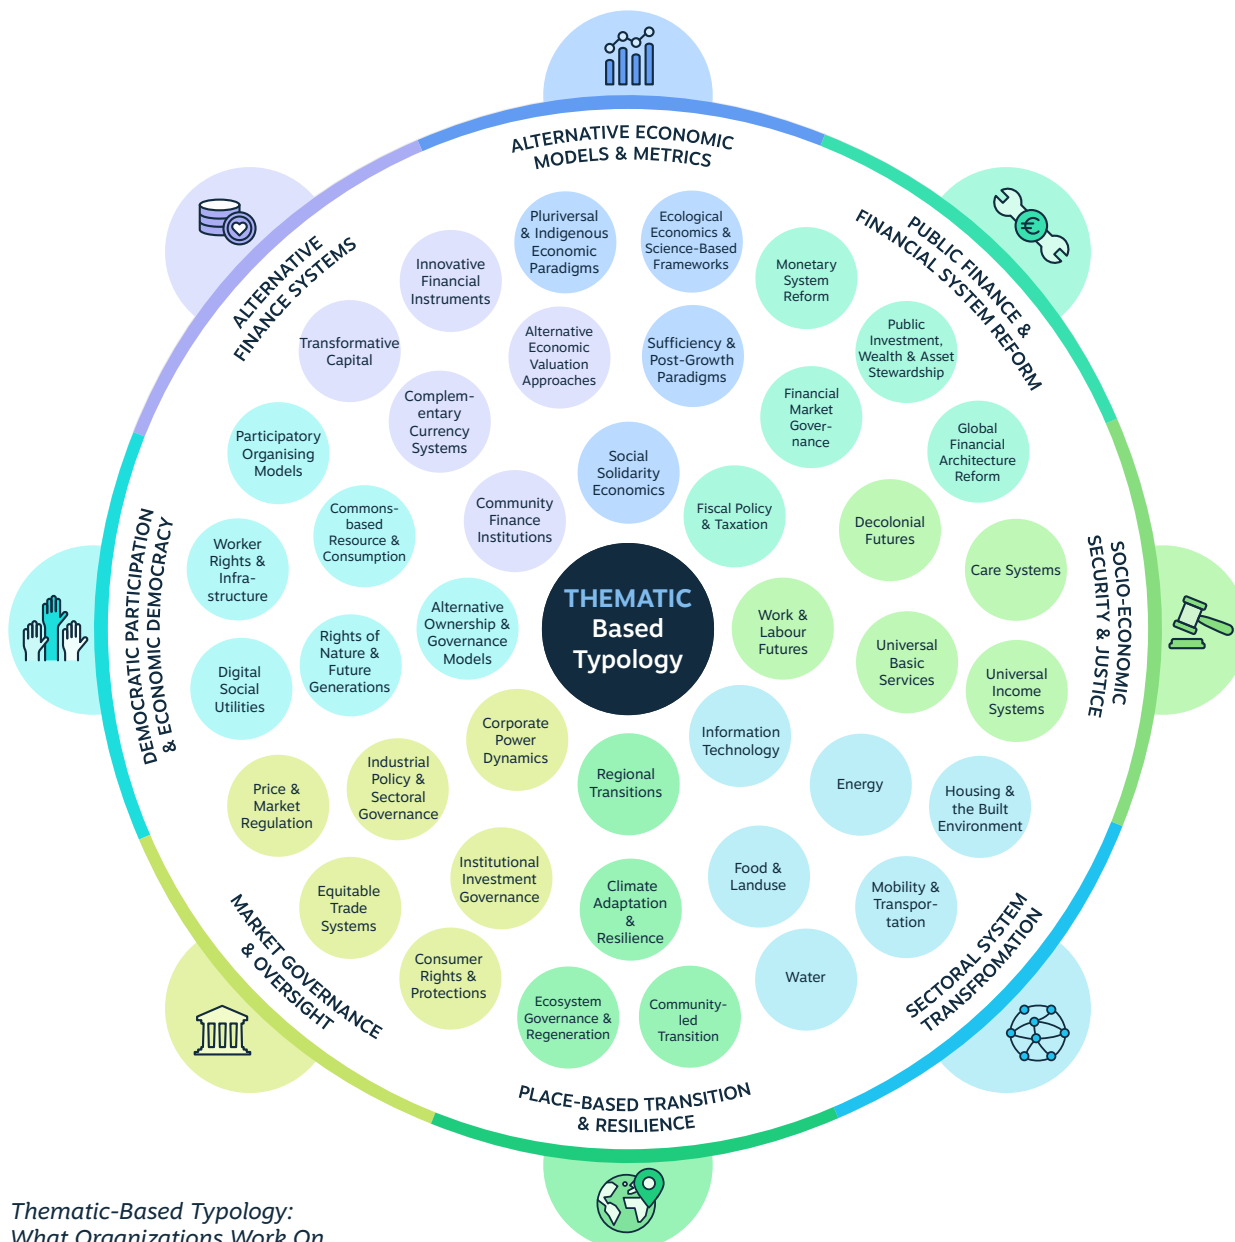 ALTERNATIVE ECONOMIC
MODELS & METRICS
Pluriversal
& Indigenous
Economic
Paradigms
Ecological
Economics &
Science-Based
Frameworks
Sufficiency &
Post-Growth
Paradigms
Social
Solidarity
Economics
PUBLIC FINANCE &
FINANCIAL SYSTEM REFORM
Monetary
System
Reform
Public
Investment,
Wealth & Asset
Stewardship
Financial
Market
Gover-
nance
Global
Financial
Architecture
Reform
Fiscal Policy
& Taxation
SOCIO-ECONOMIC
SECURITY & JUSTICE
Decolonial
Futures
Care Systems
Work &
Labour
Futures
Universal
Basic
Services
Universal
Income
Systems
SECTORAL SYSTEM
TRANSFROMATION
Information
Technology
Energy
Housing &
the Built
Environment
Food &
Landuse
Mobility &
Transpor-
tation
Water
PLACE-BASED TRANSITION
& RESILIENCE
Regional
Transitions
Climate
Adaptation
&
Resilience
Ecosystem
Governance &
Regeneration
Community-
led
Transition
MARKET GOVERNANCE
& OVERSIGHT
Corporate
Power
Dynamics
Industrial
Policy &
Sectoral
Governance
Price &
Market
Regulation
Institutional
Investment
Governance
Equitable
Trade
Systems
Consumer
Rights &
Protections
DEMOCRATIC PARTICIPATION
& ECONOMIC DEMOCRACY
Participatory
Organising
Models
Commons-
based
Resource &
Consumption
Worker
Rights &
Infra-
structure
Alternative
Ownership &
Governance
Models
Rights of
Nature &
Future
Generations
Digital
Social
Utilities
ALTERNATIVE
FINANCE SYSTEMS
Innovative
Financial
Instruments
Transformative
Capital
Alternative
Economic
Valuation
Approaches
Complem-
entary
Currency
Systems
Community
Finance
Institutions
THEMATIC
Based
Typology
€
Thematic-Based Typology:
What Organizations Work On